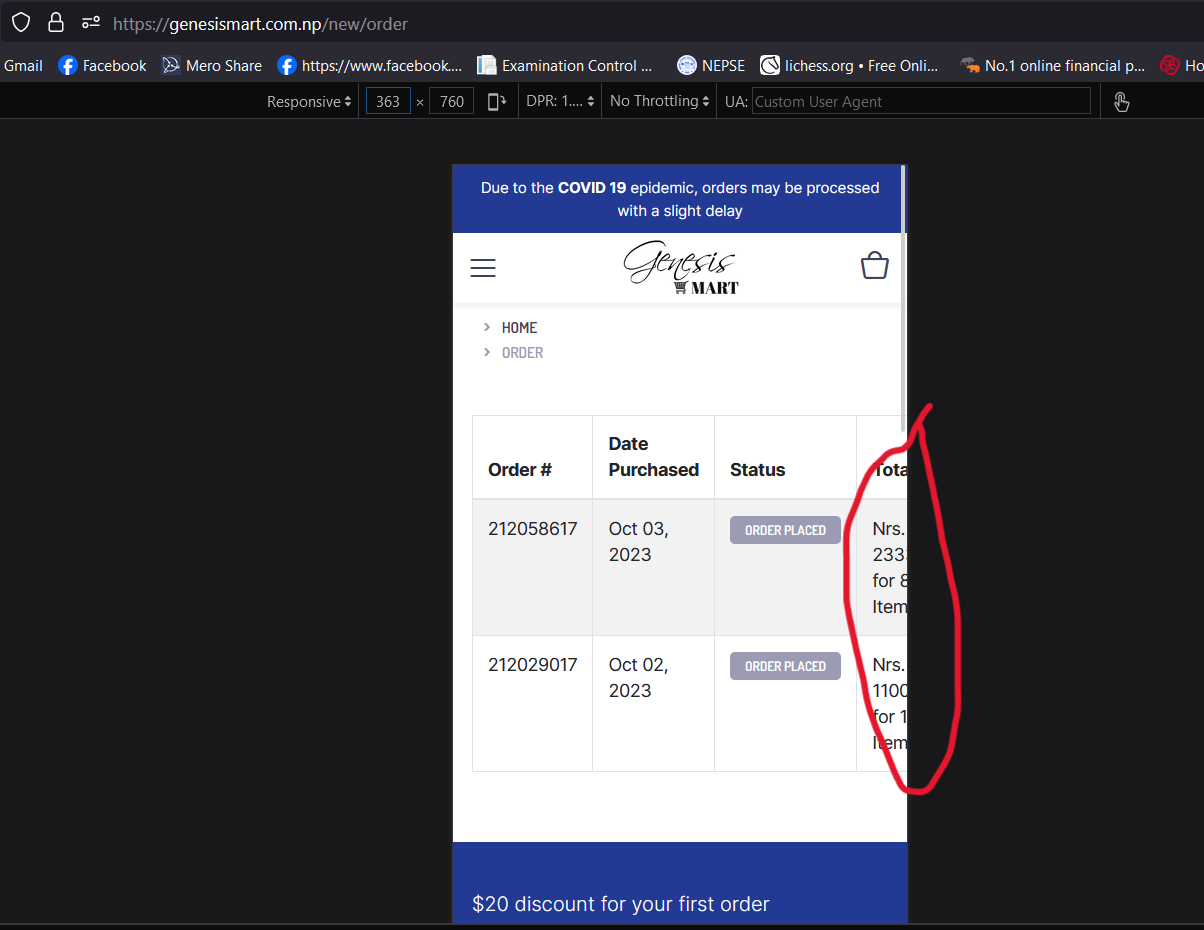 https://genesismart.com.np/new/order
Gmail Facebook Mero Share https://www.facebook.... Examination Control ... NEPSE lichess.org • Free Onli... No.1 online financial p... Ho
Responsive 363 × 760 DPR: 1.... No Throttling UA: Custom User Agent
Due to the COVID 19 epidemic, orders may be processed
with a slight delay
Genesis
MART
HOME
ORDER
Order # Date Purchased Status Tota
212058617 Oct 03, 2023 ORDER PLACED Nrs. 233 for 8 Item
212029017 Oct 02, 2023 ORDER PLACED Nrs. 1100 for 1 Item
$20 discount for your first order